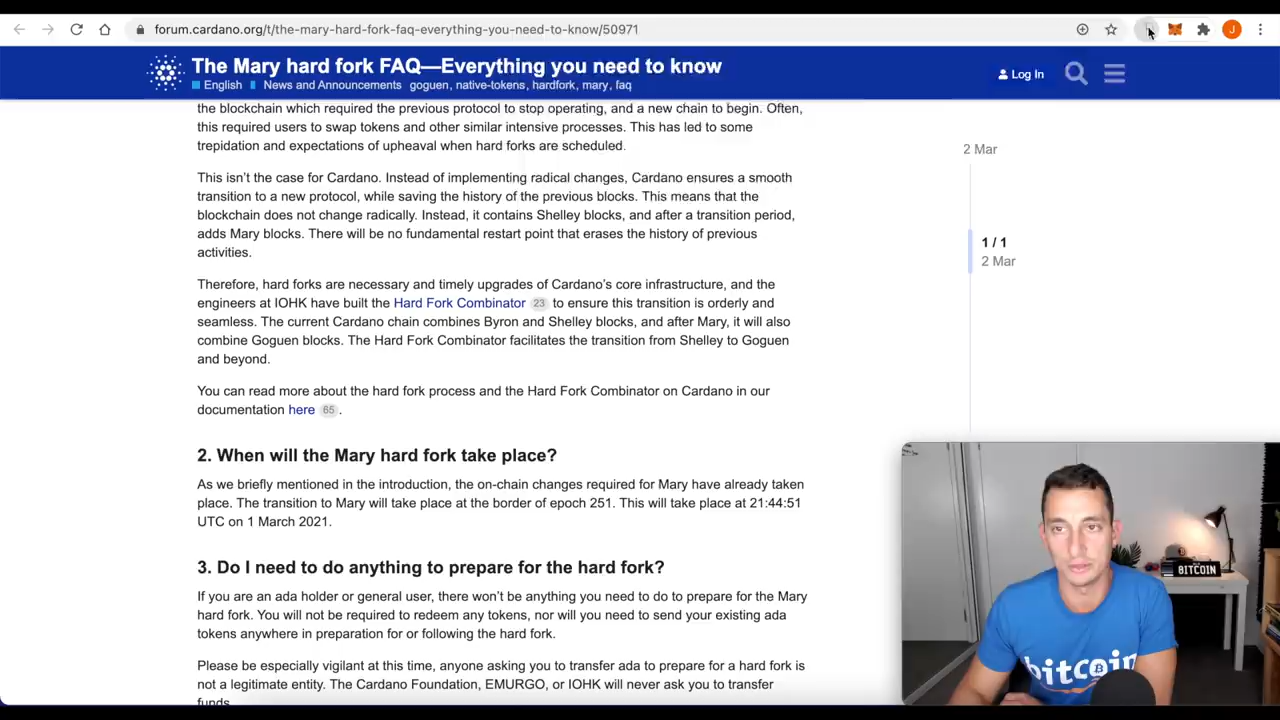 forum.cardano.org/t/the-mary-hard-fork-faq-everything-you-need-to-know/50971
J
The Mary hard fork FAQ—Everything you need to know
English News and Announcements goguen, native-tokens, hardfork, mary, faq
Log In
the blockchain which required the previous protocol to stop operating, and a new chain to begin. Often,
this required users to swap tokens and other similar intensive processes. This has led to some
trepidation and expectations of upheaval when hard forks are scheduled.
This isn't the case for Cardano. Instead of implementing radical changes, Cardano ensures a smooth
transition to a new protocol, while saving the history of the previous blocks. This means that the
blockchain does not change radically. Instead, it contains Shelley blocks, and after a transition period,
adds Mary blocks. There will be no fundamental restart point that erases the history of previous
activities.
Therefore, hard forks are necessary and timely upgrades of Cardano's core infrastructure, and the
engineers at IOHK have built the Hard Fork Combinator 23 to ensure this transition is orderly and
seamless. The current Cardano chain combines Byron and Shelley blocks, and after Mary, it will also
combine Goguen blocks. The Hard Fork Combinator facilitates the transition from Shelley to Goguen
and beyond.
You can read more about the hard fork process and the Hard Fork Combinator on Cardano in our
documentation here 65.
2. When will the Mary hard fork take place?
As we briefly mentioned in the introduction, the on-chain changes required for Mary have already taken
place. The transition to Mary will take place at the border of epoch 251. This will take place at 21:44:51
UTC on 1 March 2021.
3. Do I need to do anything to prepare for the hard fork?
If you are an ada holder or general user, there won't be anything you need to do to prepare for the Mary
hard fork. You will not be required to redeem any tokens, nor will you need to send your existing ada
tokens anywhere in preparation for or following the hard fork.
Please be especially vigilant at this time, anyone asking you to transfer ada to prepare for a hard fork is
not a legitimate entity. The Cardano Foundation, EMURGO, or IOHK will never ask you to transfer
funds.
2 Mar
1 / 1
2 Mar
BITCOIN
bitcoin